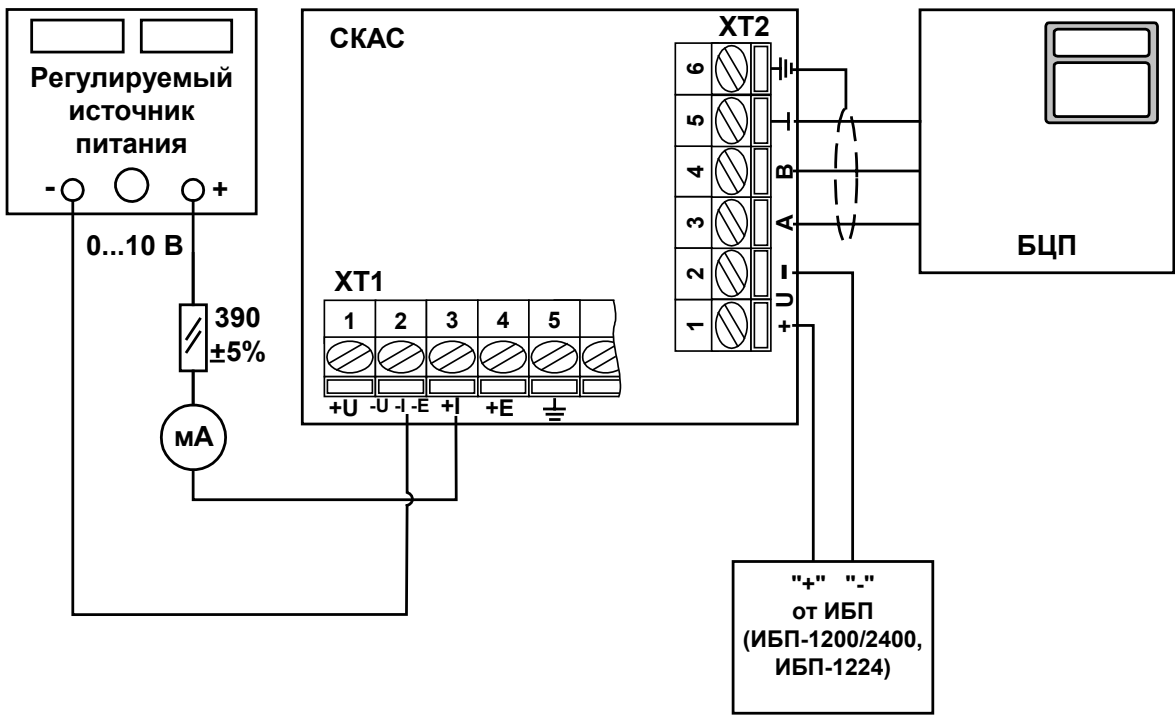 Регулируемый
источник
питания
- +
0...10 В
390
±5%
мА
СКАС
XT1
1 2 3 4 5
+U -U -I -E +I +E
XT2
6
5
4 B
3 A
2 -
U
1 +
БЦП
"+" "-"
от ИБП
(ИБП-1200/2400,
ИБП-1224)